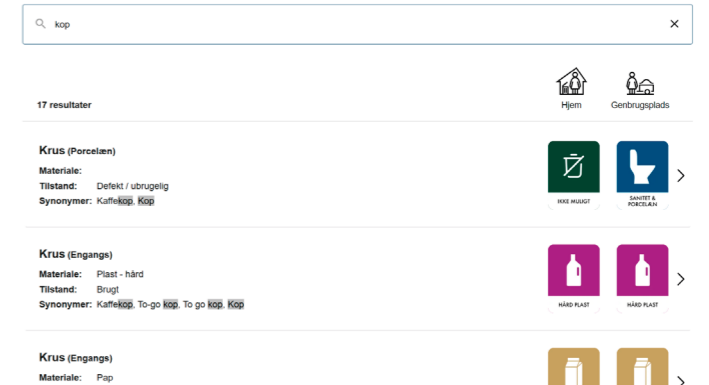 kop
17 resultater
Hjem
Genbrugsplads
Krus (Porcelæn)
Materiale:
Tilstand: Defekt / ubrugelig
Synonymer: Kaffekop, Kop
IKKE MULIGT
SANITET & PORCELÆN
Krus (Engangs)
Materiale: Plast - hård
Tilstand: Brugt
Synonymer: Kaffekop, To-go kop, To go kop, Kop
HÅRD PLAST
HÅRD PLAST
Krus (Engangs)
Materiale: Pap